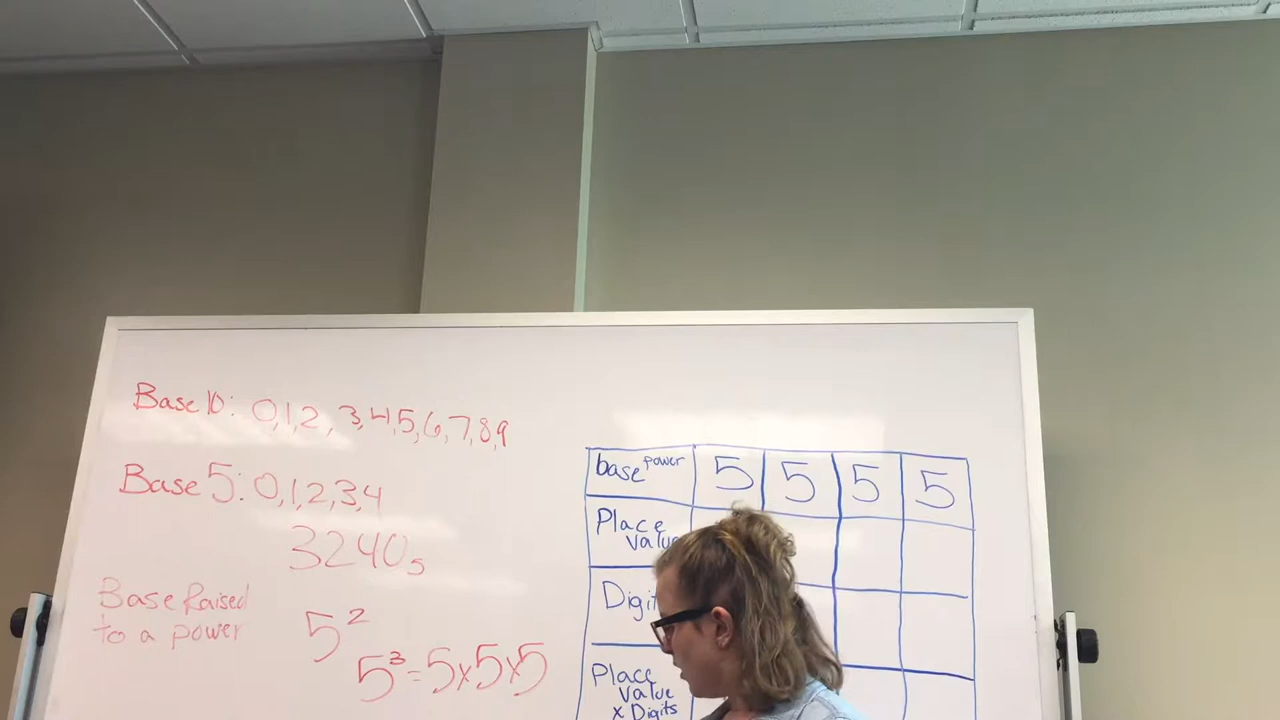 Base 10: 0,1,2, 3,4,5,6,7,8,9
Base 5: 0,1,2,3,4
3240₅
Base Raised
to a power
5²
5³=5x5x5
base^power 5 5 5 5
Place
value
Digit
Place
value
x Digits